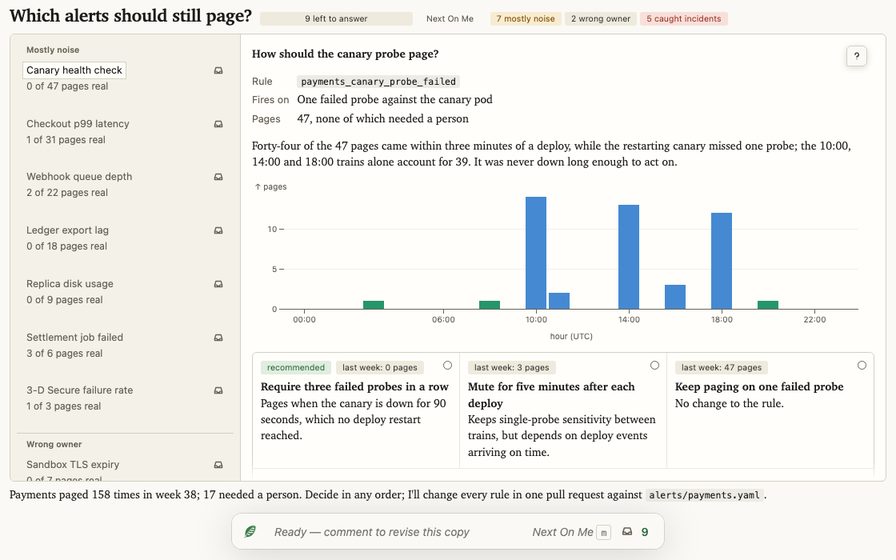 Which alerts should still page?
9 left to answer
Next On Me
7 mostly noise
2 wrong owner
5 caught incidents
Mostly noise
Canary health check
0 of 47 pages real
Checkout p99 latency
1 of 31 pages real
Webhook queue depth
2 of 22 pages real
Ledger export lag
0 of 18 pages real
Replica disk usage
0 of 9 pages real
Settlement job failed
3 of 6 pages real
3-D Secure failure rate
1 of 3 pages real
Wrong owner
Sandbox TLS expiry
0 of 7 pages real
How should the canary probe page?
?
Rule payments_canary_probe_failed
Fires on One failed probe against the canary pod
Pages 47, none of which needed a person
Forty-four of the 47 pages came within three minutes of a deploy, while the restarting canary missed one probe; the 10:00,
14:00 and 18:00 trains alone account for 39. It was never down long enough to act on.
↑ pages
10
5
0
00:00 06:00 10:00 14:00 18:00 22:00
hour (UTC)
recommended last week: 0 pages
Require three failed probes in a row
Pages when the canary is down for 90
seconds, which no deploy restart
reached.
last week: 3 pages
Mute for five minutes after each
deploy
Keeps single-probe sensitivity between
trains, but depends on deploy events
arriving on time.
last week: 47 pages
Keep paging on one failed probe
No change to the rule.
Payments paged 158 times in week 38; 17 needed a person. Decide in any order; I'll change every rule in one pull request against alerts/payments.yaml.
Ready — comment to revise this copy
Next On Me m
9